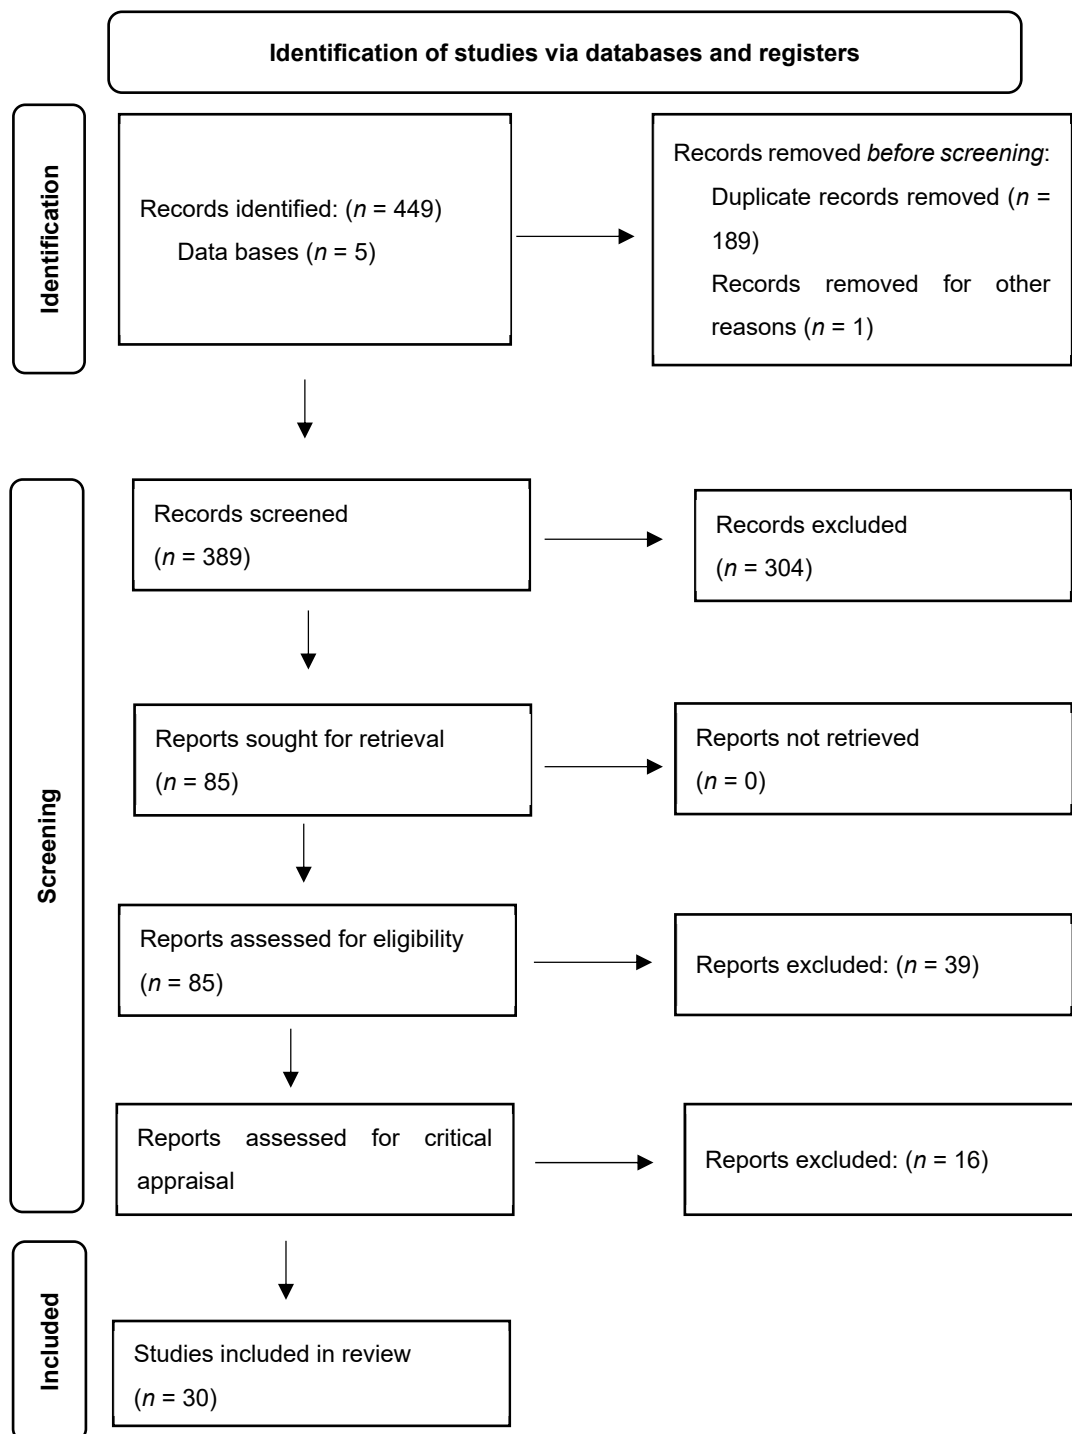 Identification of studies via databases and registers
Identification
Records identified: (n = 449)
Data bases (n = 5)
Records removed before screening:
Duplicate records removed (n =
189)
Records removed for other
reasons (n = 1)
Screening
Records screened
(n = 389)
Records excluded
(n = 304)
Reports sought for retrieval
(n = 85)
Reports not retrieved
(n = 0)
Reports assessed for eligibility
(n = 85)
Reports excluded: (n = 39)
Reports assessed for critical
appraisal
Reports excluded: (n = 16)
Included
Studies included in review
(n = 30)